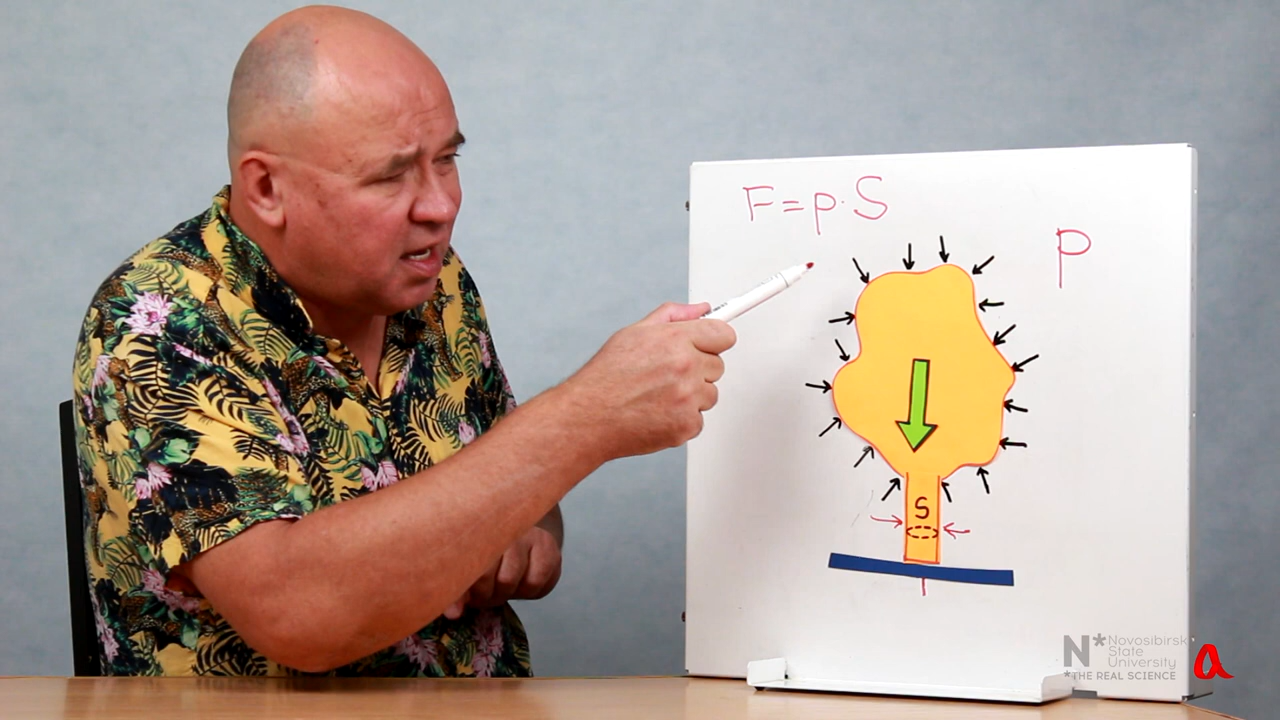 F=p·S
p
S
N* Novosibirsk
State
University
*THE REAL SCIENCE